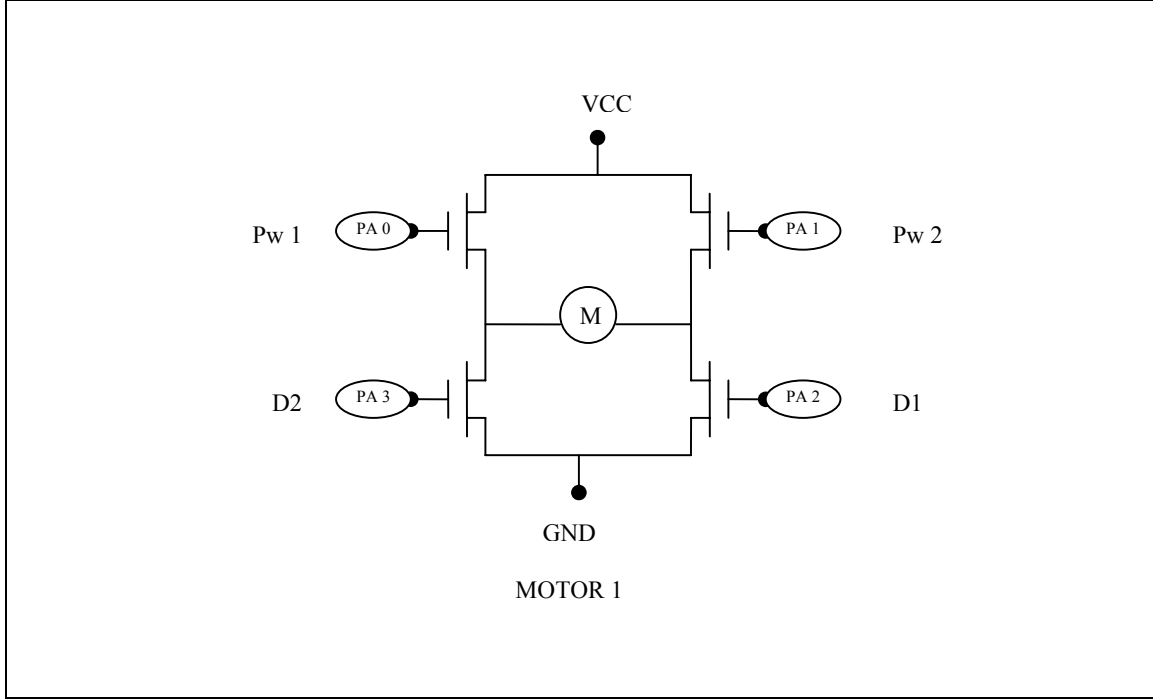 VCC
Pw 1 PA 0 PA 1 Pw 2
M
D2 PA 3 PA 2 D1
GND
MOTOR 1